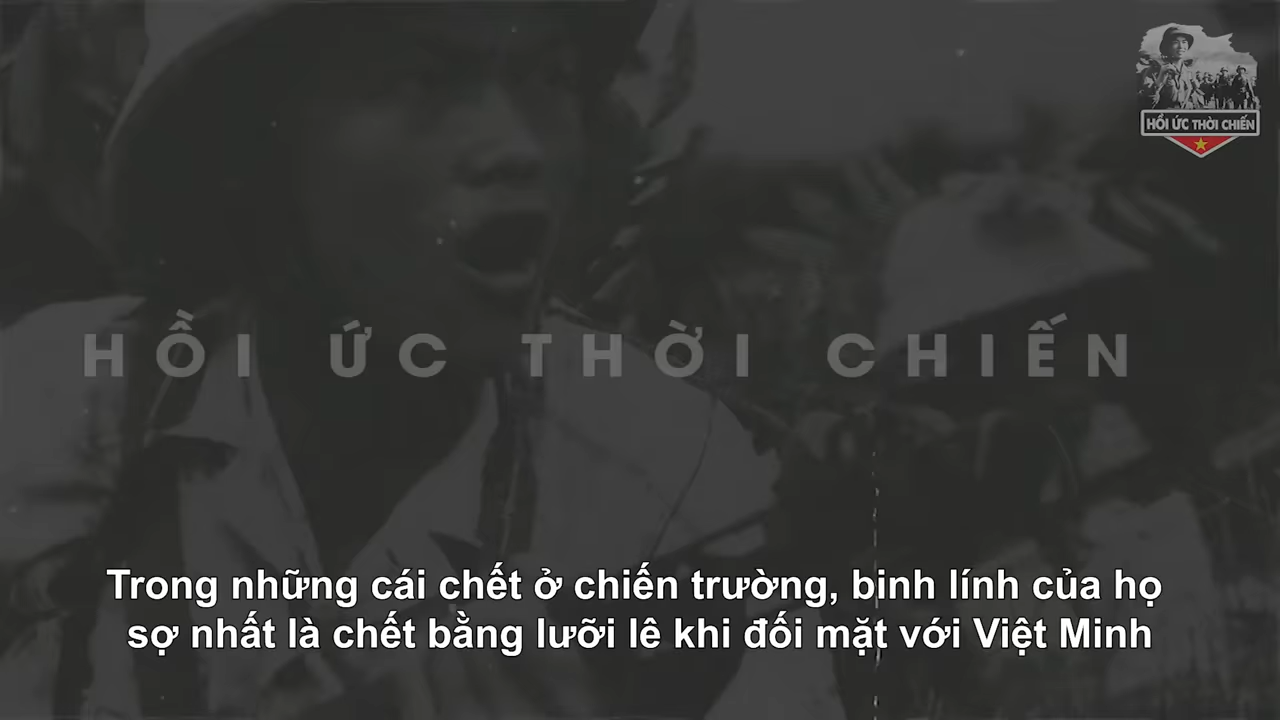 HỒI ỨC THỜI CHIẾN
HỒI ỨC THỜI CHIẾN
Trong những cái chết ở chiến trường, binh lính của họ
sợ nhất là chết bằng lưỡi lê khi đối mặt với Việt Minh